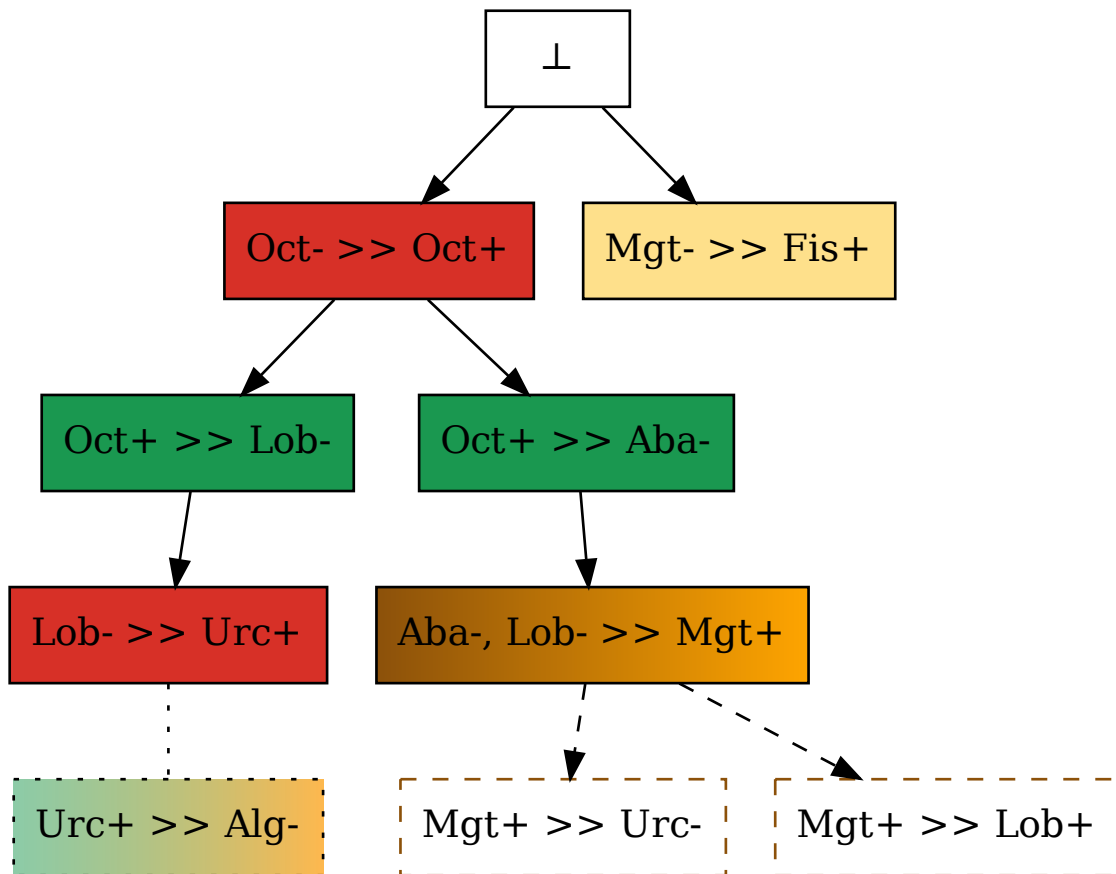 ⊥
Oct- >> Oct+
Mgt- >> Fis+
Oct+ >> Lob-
Oct+ >> Aba-
Lob- >> Urc+
Aba-, Lob- >> Mgt+
Urc+ >> Alg-
Mgt+ >> Urc-
Mgt+ >> Lob+